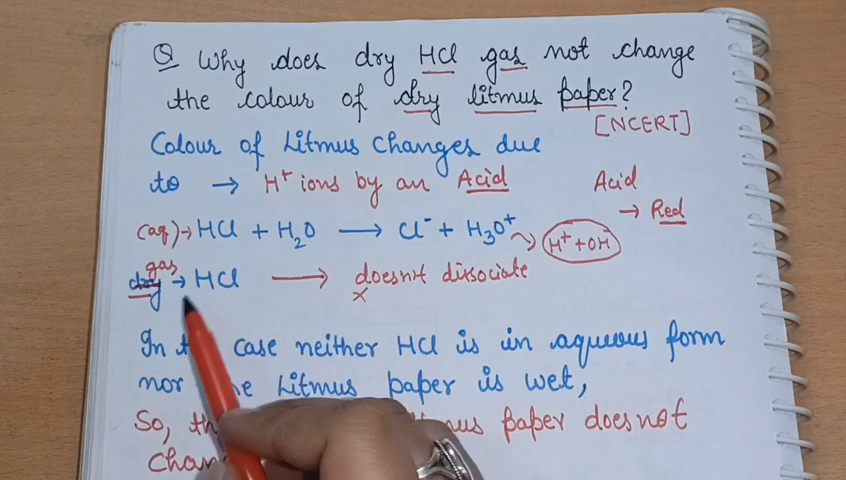 Q Why does dry HCl gas not change
the colour of dry litmus paper?
[NCERT]
Colour of Litmus Changes due
to → H⁺ ions by an Acid
Acid
→ Red
(aq) → HCl + H₂O → Cl⁻ + H₃O⁺
H⁺ + OH⁻
gas
dry → HCl → doesn't dissociate
x
In case neither HCl is in aqueous form
nor Litmus paper is wet,
So, paper does not